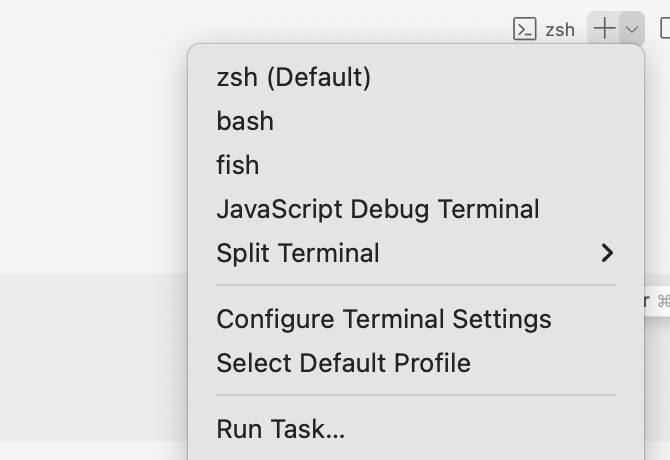 zsh
zsh (Default)
bash
fish
JavaScript Debug Terminal
Split Terminal
Configure Terminal Settings
Select Default Profile
r ⌘
Run Task...